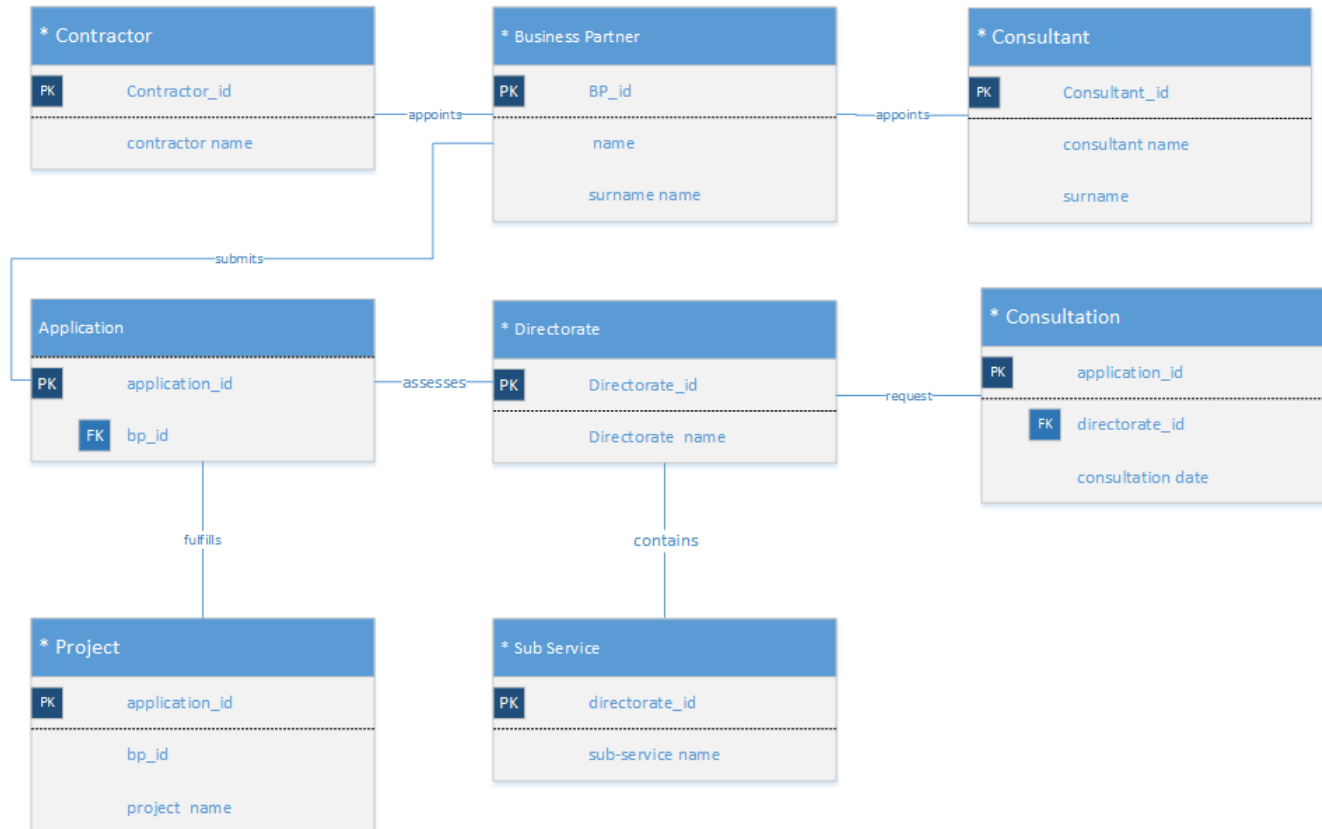 * Contractor
PK Contractor_id
contractor name
* Business Partner
PK BP_id
name
surname name
* Consultant
PK Consultant_id
consultant name
surname
appoints
appoints
submits
Application
PK application_id
FK bp_id
* Directorate
PK Directorate_id
Directorate name
* Consultation
PK application_id
FK directorate_id
consultation date
assesses
request
fulfills
contains
* Project
PK application_id
bp_id
project name
* Sub Service
PK directorate_id
sub-service name